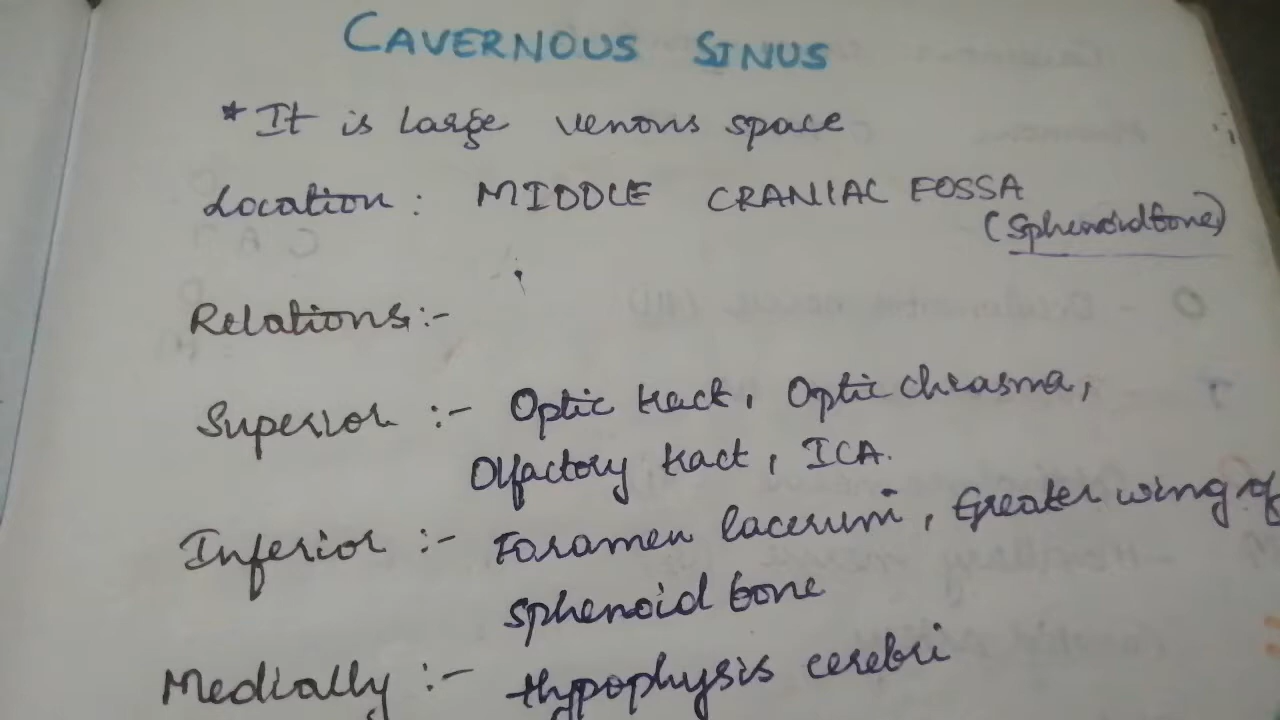 CAVERNOUS SINUS
* It is large venous space
Location : MIDDLE CRANIAL FOSSA
(Sphenoid bone)
Relations :-
Superior :- Optic tract, Optic chiasma,
Olfactory tract, ICA.
Inferior :- Foramen lacerum, Greater wing of
sphenoid bone
Medially :- Hypophysis cerebri